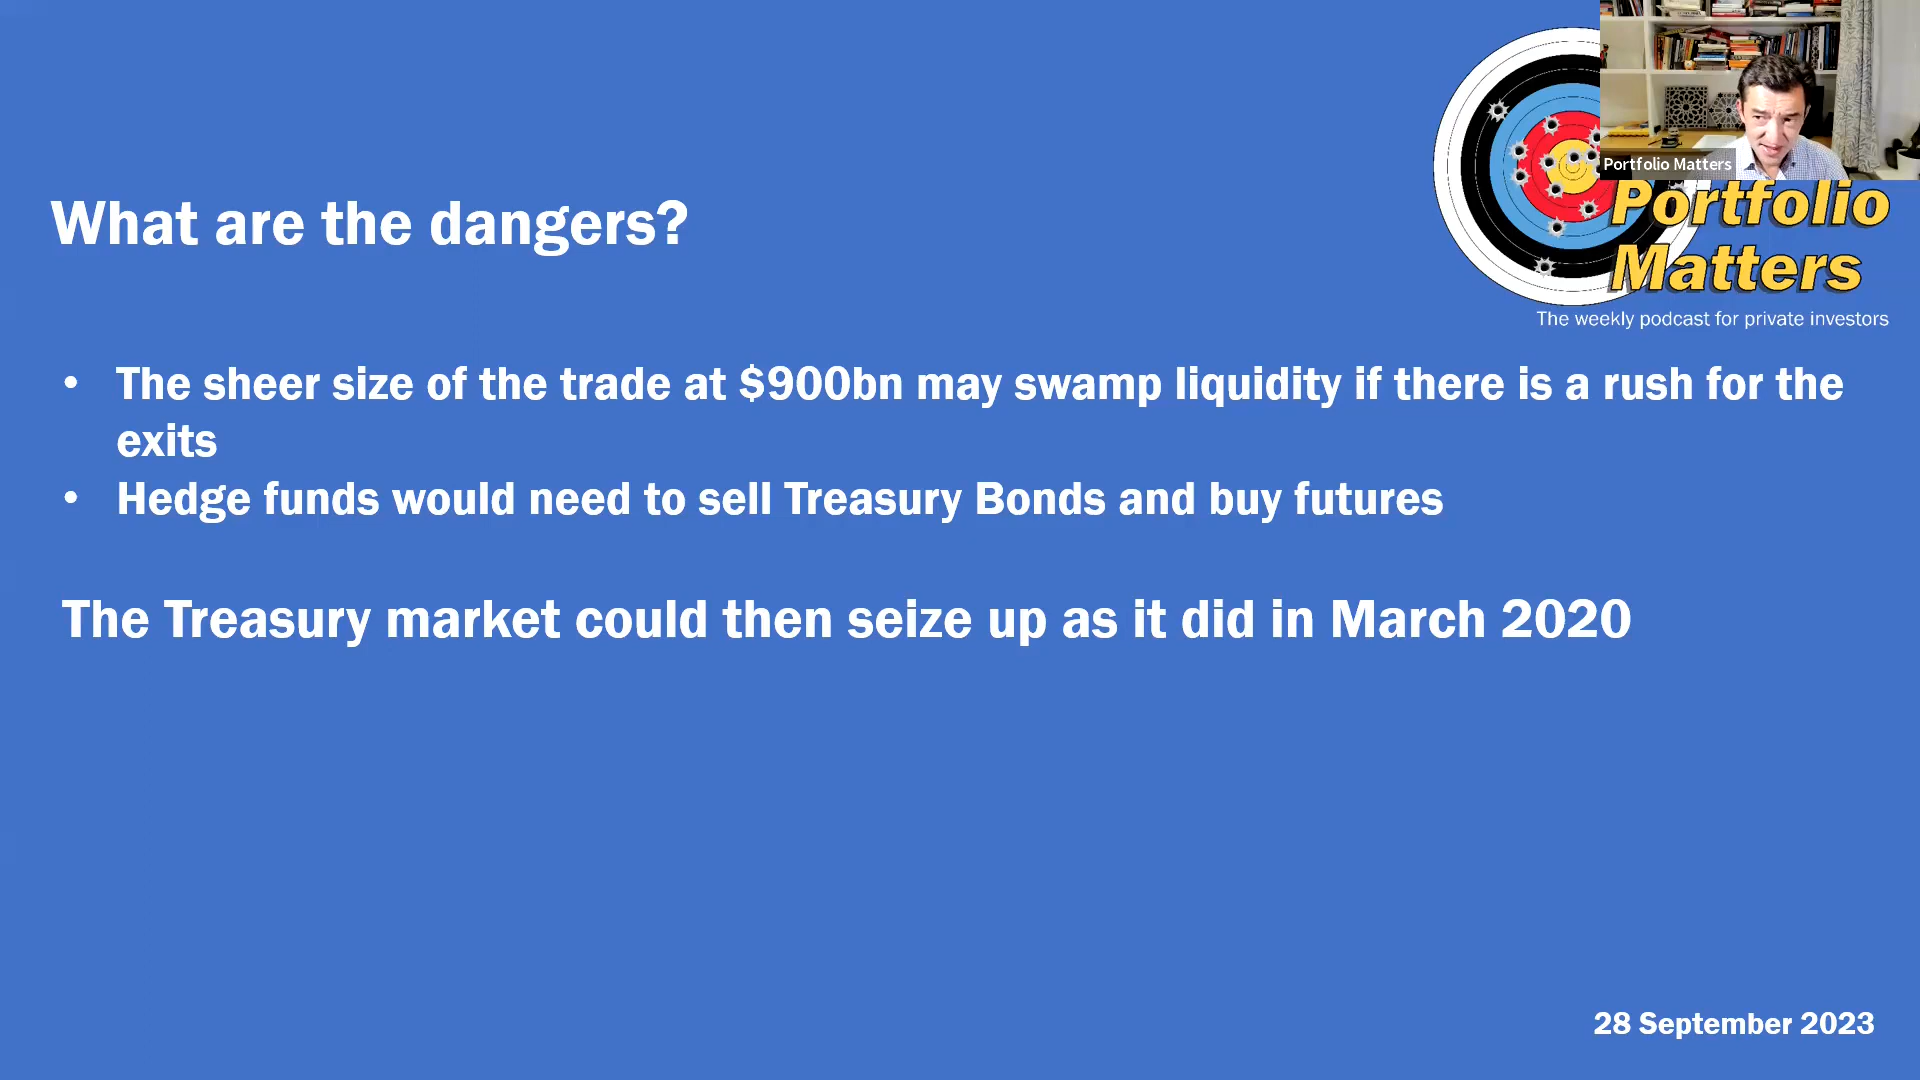 Portfolio Matters
Portfolio
Matters
The weekly podcast for private investors
What are the dangers?
• The sheer size of the trade at $900bn may swamp liquidity if there is a rush for the
exits
• Hedge funds would need to sell Treasury Bonds and buy futures
The Treasury market could then seize up as it did in March 2020
28 September 2023